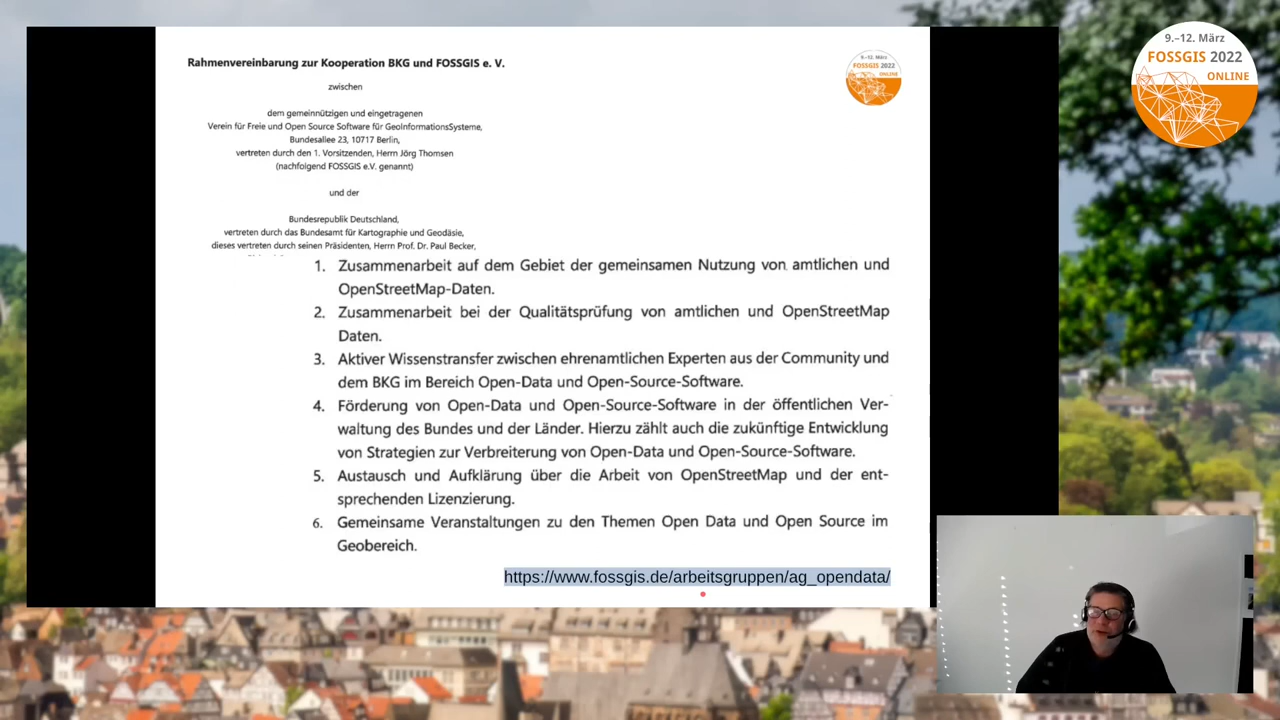 Rahmenvereinbarung zur Kooperation BKG und FOSSGIS e. V.
zwischen
dem gemeinnützigen und eingetragenen
Verein für Freie und Open Source Software für GeoInformationsSysteme,
Bundesallee 23, 10717 Berlin,
vertreten durch den 1. Vorsitzenden, Herrn Jörg Thomsen
(nachfolgend FOSSGIS e.V. genannt)
und der
Bundesrepublik Deutschland,
vertreten durch das Bundesamt für Kartographie und Geodäsie,
dieses vertreten durch seinen Präsidenten, Herrn Prof. Dr. Paul Becker,
1. Zusammenarbeit auf dem Gebiet der gemeinsamen Nutzung von amtlichen und
OpenStreetMap-Daten.
2. Zusammenarbeit bei der Qualitätsprüfung von amtlichen und OpenStreetMap
Daten.
3. Aktiver Wissenstransfer zwischen ehrenamtlichen Experten aus der Community und
dem BKG im Bereich Open-Data und Open-Source-Software.
4. Förderung von Open-Data und Open-Source-Software in der öffentlichen Ver-
waltung des Bundes und der Länder. Hierzu zählt auch die zukünftige Entwicklung
von Strategien zur Verbreiterung von Open-Data und Open-Source-Software.
5. Austausch und Aufklärung über die Arbeit von OpenStreetMap und der ent-
sprechenden Lizenzierung.
6. Gemeinsame Veranstaltungen zu den Themen Open Data und Open Source im
Geobereich.
https://www.fossgis.de/arbeitsgruppen/ag_opendata/
9.–12. März
FOSSGIS 2022
ONLINE
9.–12. März
FOSSGIS 2022
ONLINE